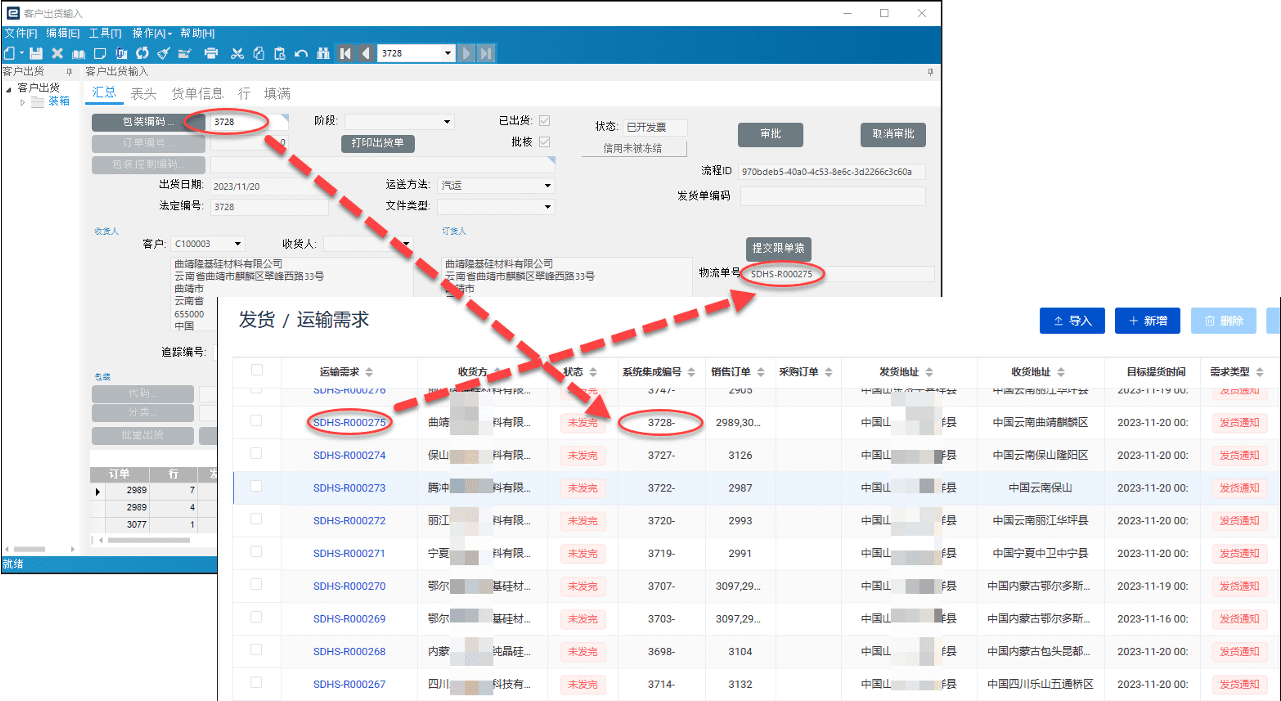 客户出货输入
文件[F] 编辑[E] 工具[T] 操作[A] 帮助[H]
3728
客户出货 客户出货输入
客户出货
装箱
汇总 表头 货单信息 行 填满
包装编码... 3728 阶段: 已出货: 状态: 已开发票 审批 取消审批
订单编号... 0 打印出货单 批核 信用未被冻结
包装控制编码...
流程ID 970bdeb5-40a0-4c53-8e6c-3d2266c3c60a
出货日期: 2023/11/20 运送方法: 汽运
发货单编码
法定编号: 3728 文件类型:
收货人 订货人
客户: C100003 收货人: 提交跟单猿
曲靖隆基硅材料有限公司 曲靖隆基硅材料有限公司
云南省曲靖市麒麟区翠峰西路33号 云南省曲靖市麒麟区翠峰西路33号
物流单号 SDHS-R000275
曲靖市 靖市
云南省
655000
中国
追踪编号:
包装
代码...
分类...
批量出货
订单 行
2989 7
2989 4
3077 1
就绪
发货 / 运输需求 导入 新增 删除
运输需求 收货方 状态 系统集成编号 销售订单 采购订单 发货地址 收货地址 目标提货时间 需求类型
SDHS-R000276 料有限... 未发完 3747- 2905 中国山 祥县 中国云南丽江华坪县 2023-11-20 00: 发货通知
SDHS-R000275 曲靖 料有限... 未发完 3728- 2989,30... 中国山 祥县 中国云南曲靖麒麟区 2023-11-20 00: 发货通知
SDHS-R000274 保山 料有限... 未发完 3727- 3126 中国山 县 中国云南保山隆阳区 2023-11-20 00: 发货通知
SDHS-R000273 腾冲 料有限... 未发完 3722- 2987 中国山 县 中国云南保山 2023-11-20 00: 发货通知
SDHS-R000272 丽江 料有限... 未发完 3720- 2993 中国山 羊县 中国云南丽江华坪县 2023-11-20 00: 发货通知
SDHS-R000271 宁夏 料有限... 未发完 3719- 2991 中国山 羊县 中国宁夏中卫中宁县 2023-11-20 00: 发货通知
SDHS-R000270 鄂尔 基硅材... 未发完 3707- 3097,29... 中国山 羊县 中国内蒙古鄂尔多斯... 2023-11-19 00: 发货通知
SDHS-R000269 鄂尔 基硅材... 未发完 3703- 3097,29... 中国山 县 中国内蒙古鄂尔多斯... 2023-11-16 00: 发货通知
SDHS-R000268 内蒙 纯晶硅... 未发完 3698- 3104 中国山 羊县 中国内蒙古包头昆都... 2023-11-20 00: 发货通知
SDHS-R000267 四川 科技有... 未发完 3714- 3132 中国山 羊县 中国四川乐山五通桥区 2023-11-20 00: 发货通知